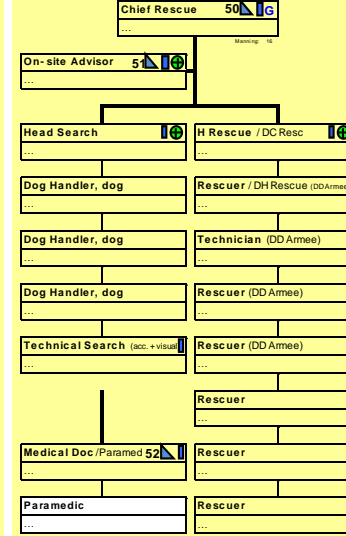 Chief Rescue 50 G
...
Manning: 16
On-site Advisor 51
...
Head Search
...
H Rescue / DC Resc
...
Dog Handler, dog
...
Rescuer / DH Rescue (DD Armee
...
Dog Handler, dog
...
Technician (DD Armee)
...
Dog Handler, dog
...
Rescuer (DD Armee)
...
Technical Search (acc. + visual
...
Rescuer (DD Armee)
...
Rescuer
...
Medical Doc /Paramed 52
...
Rescuer
...
Paramedic
...
Rescuer
...